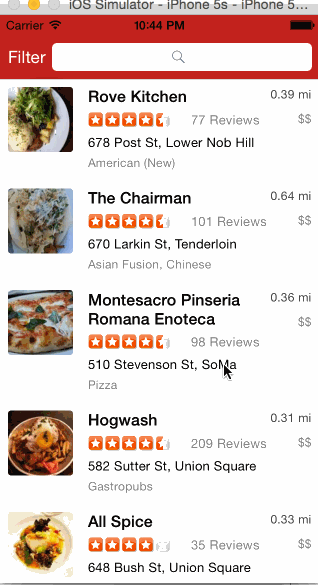 iOS Simulator - iPhone 5s - iPhone 5...
Carrier 10:44 PM
Filter
Rove Kitchen 0.39 mi
77 Reviews $$
678 Post St, Lower Nob Hill
American (New)
The Chairman 0.64 mi
101 Reviews $$
670 Larkin St, Tenderloin
Asian Fusion, Chinese
Montesacro Pinseria 0.36 mi
Romana Enoteca $$
98 Reviews
510 Stevenson St, SoMa
Pizza
Hogwash 0.31 mi
209 Reviews $$
582 Sutter St, Union Square
Gastropubs
All Spice 0.33 mi
35 Reviews $$
648 Bush St, Union Square